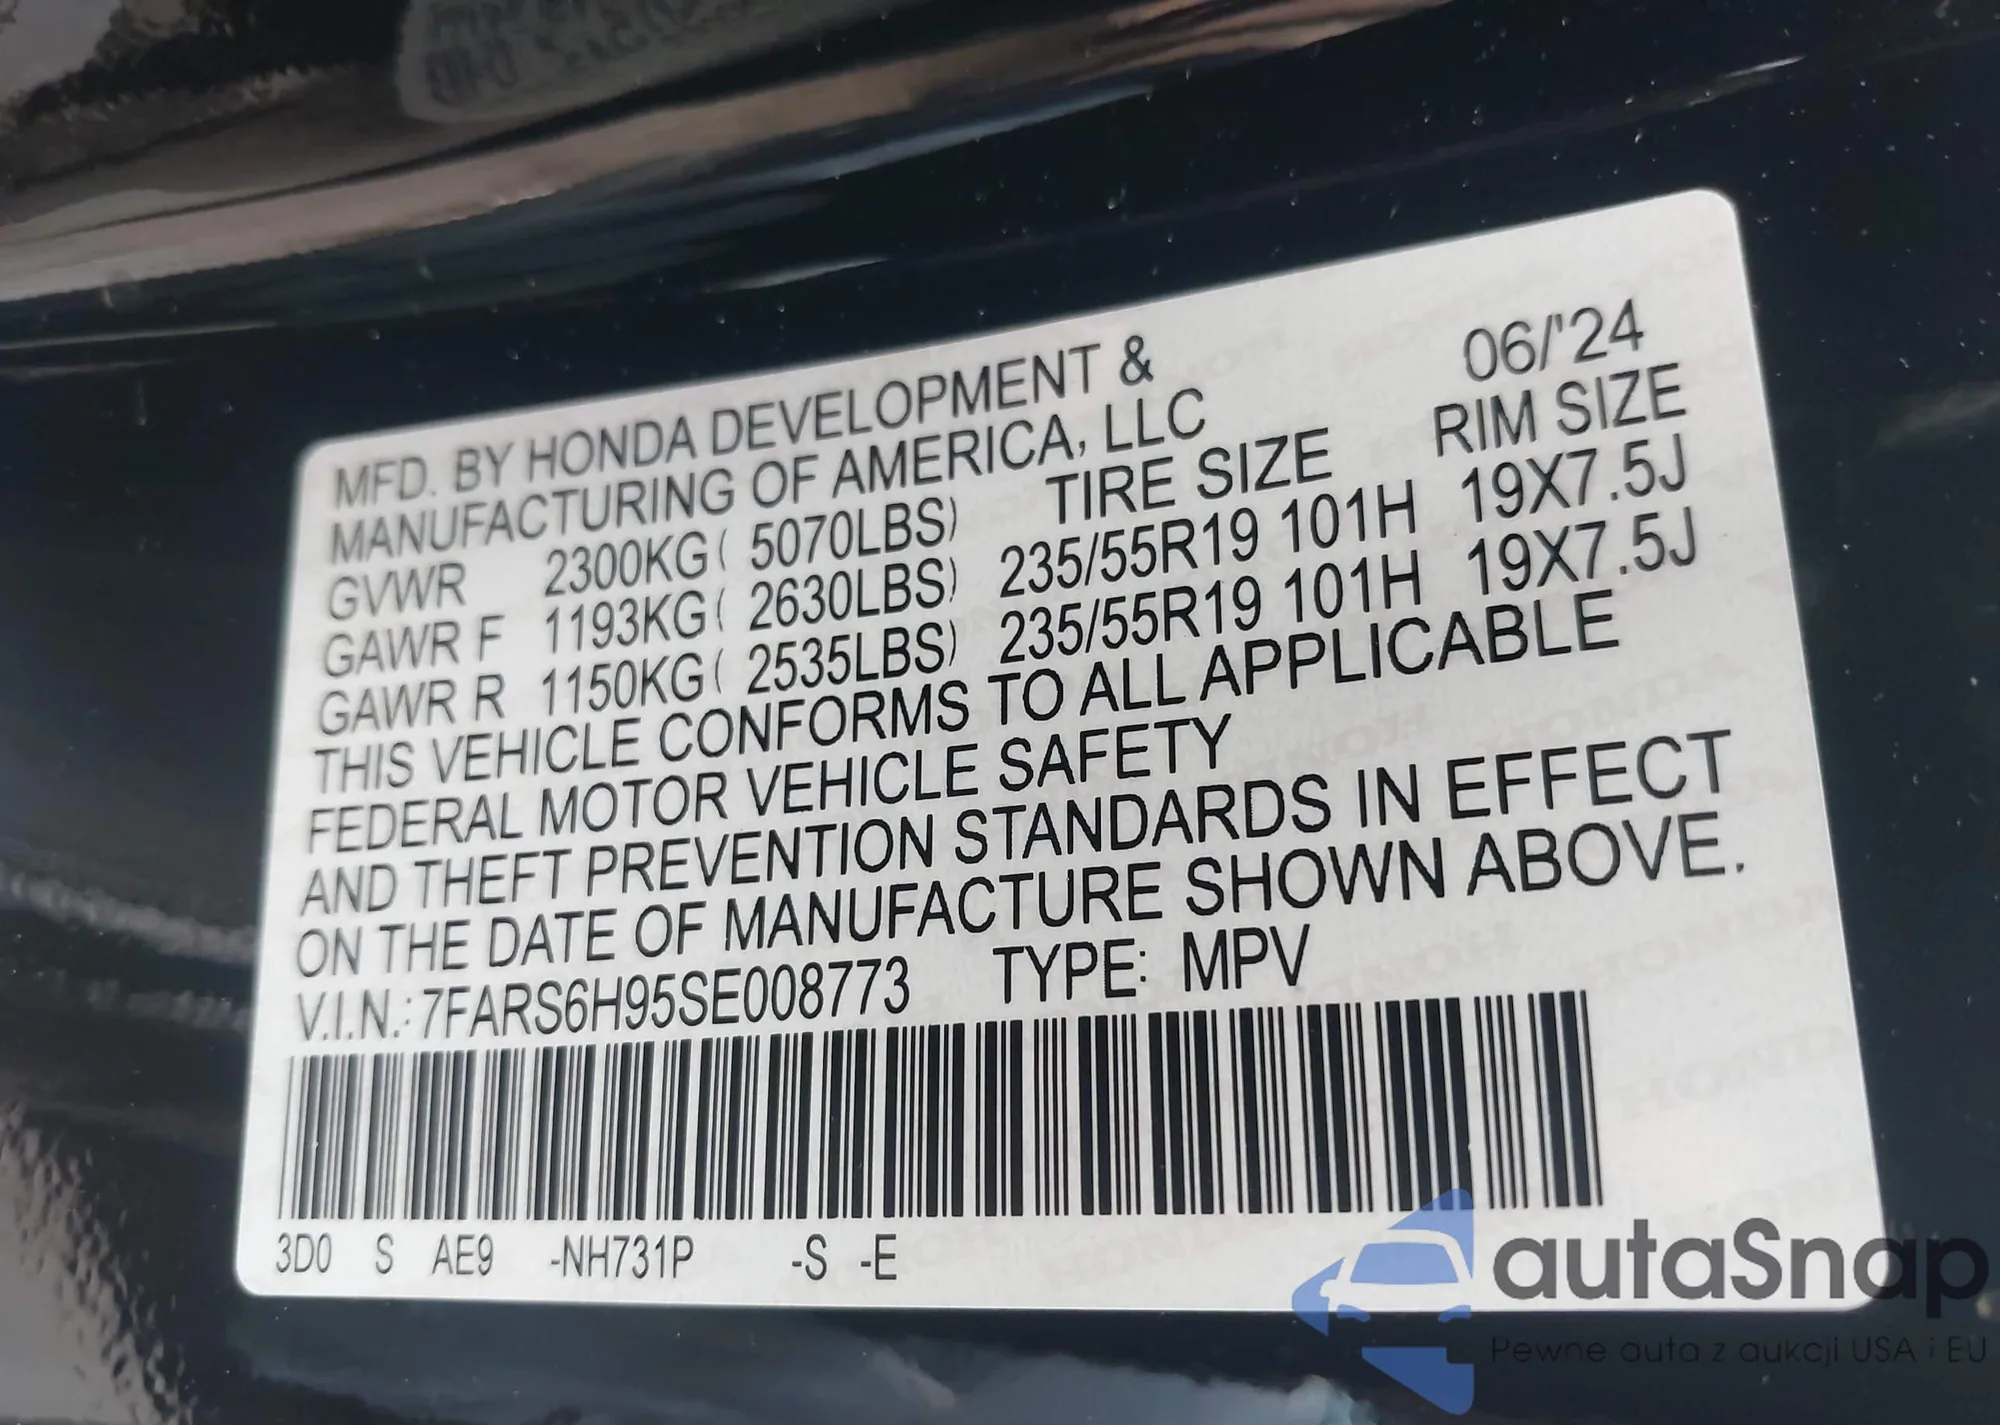 MFD. BY HONDA DEVELOPMENT & 06/'24
MANUFACTURING OF AMERICA, LLC RIM SIZE
GVWR 2300KG( 5070LBS) TIRE SIZE
GAWR F 1193KG( 2630LBS) 235/55R19 101H 19X7.5J
GAWR R 1150KG( 2535LBS) 235/55R19 101H 19X7.5J
THIS VEHICLE CONFORMS TO ALL APPLICABLE
FEDERAL MOTOR VEHICLE SAFETY
AND THEFT PREVENTION STANDARDS IN EFFECT
ON THE DATE OF MANUFACTURE SHOWN ABOVE.
V.I.N.:7FARS6H95SE008773 TYPE: MPV
3D0 S AE9 -NH731P -S -E
autaSnap
Pewne auta z aukcji USA i EU